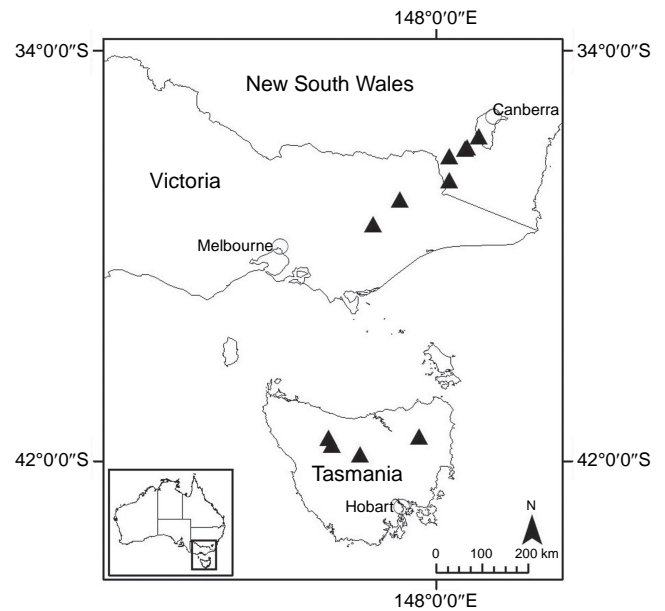 148°0′0″E
34°0′0″S
34°0′0″S
New South Wales
Canberra
Victoria
Melbourne
42°0′0″S
42°0′0″S
Tasmania
Hobart
N
0 100 200 km
148°0′0″E